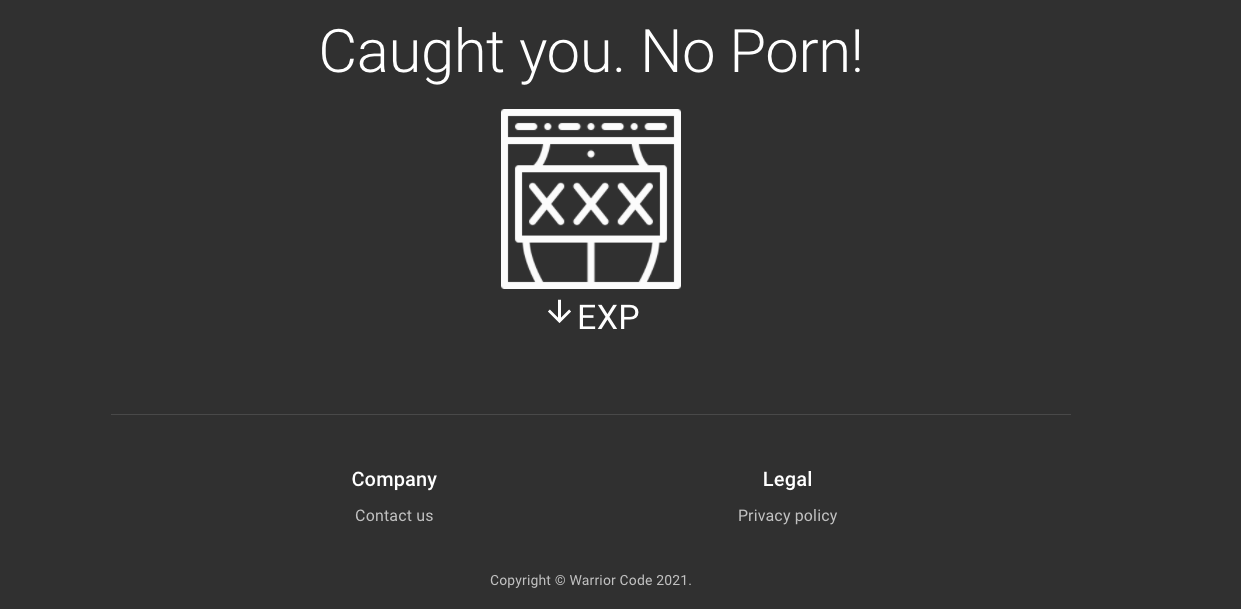 Caught you. No Porn!
XXX
↓EXP
Company
Legal
Contact us
Privacy policy
Copyright © Warrior Code 2021.